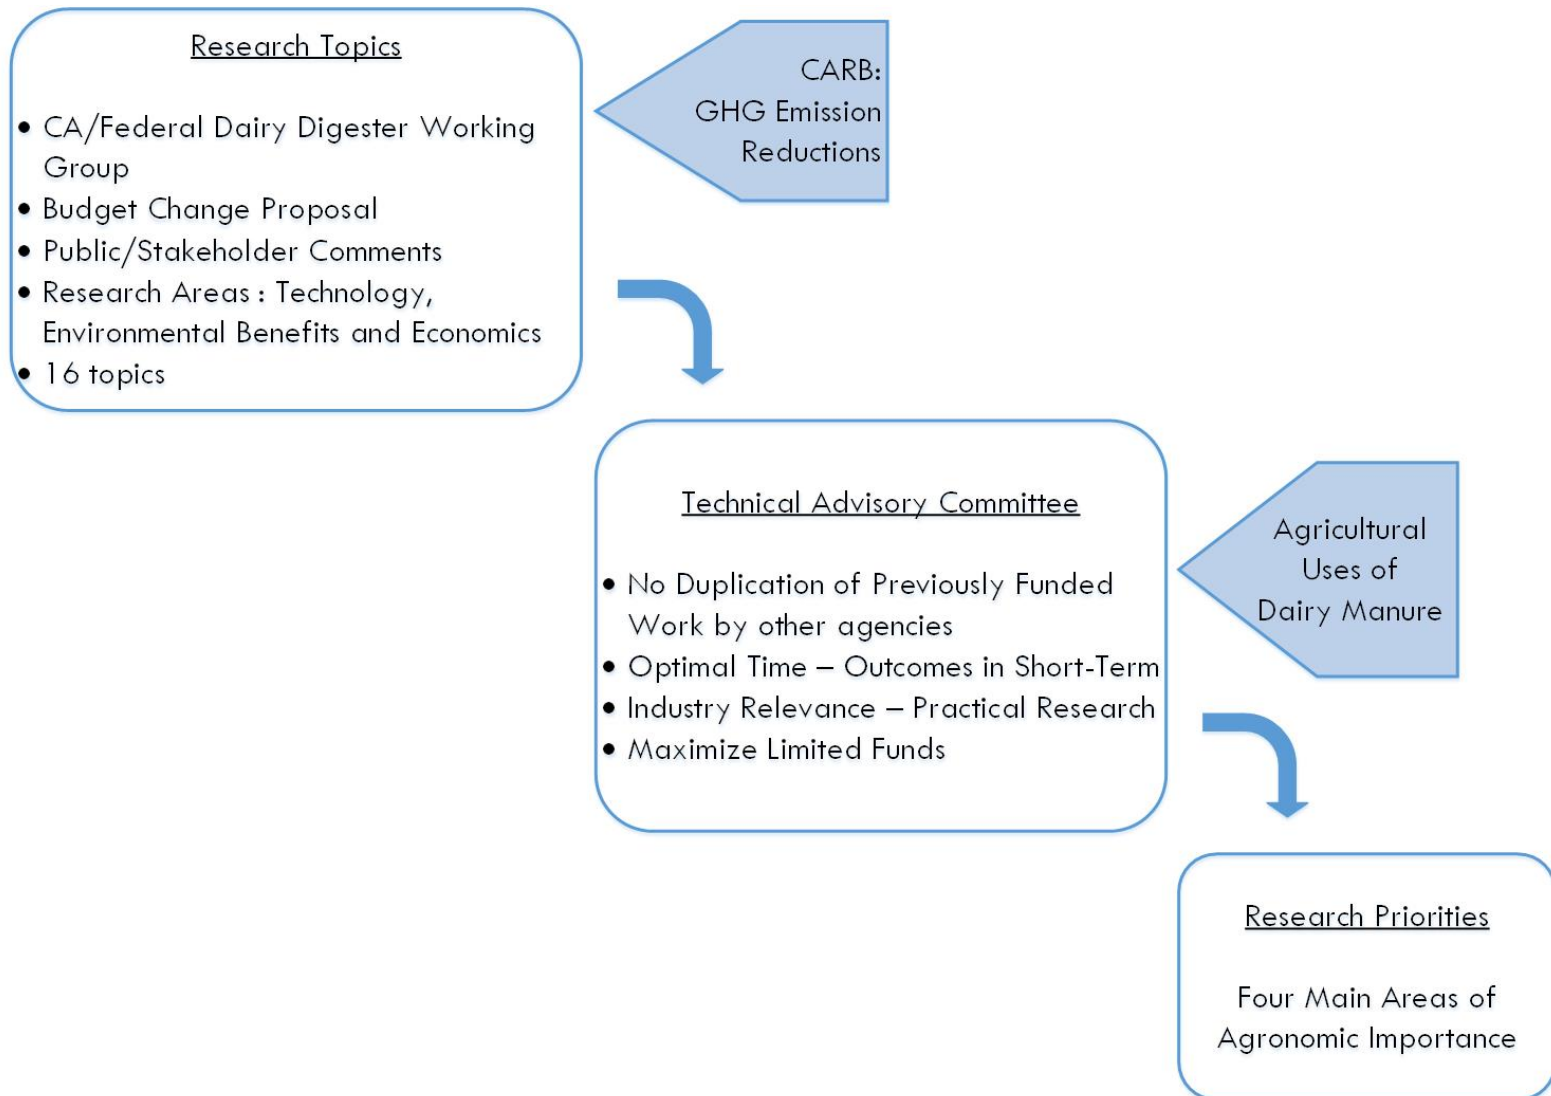 Research Topics
• CA/Federal Dairy Digester Working
Group
• Budget Change Proposal
• Public/Stakeholder Comments
• Research Areas : Technology,
Environmental Benefits and Economics
• 16 topics
CARB:
GHG Emission
Reductions
Technical Advisory Committee
• No Duplication of Previously Funded
Work by other agencies
• Optimal Time – Outcomes in Short-Term
• Industry Relevance – Practical Research
• Maximize Limited Funds
Agricultural
Uses of
Dairy Manure
Research Priorities
Four Main Areas of
Agronomic Importance